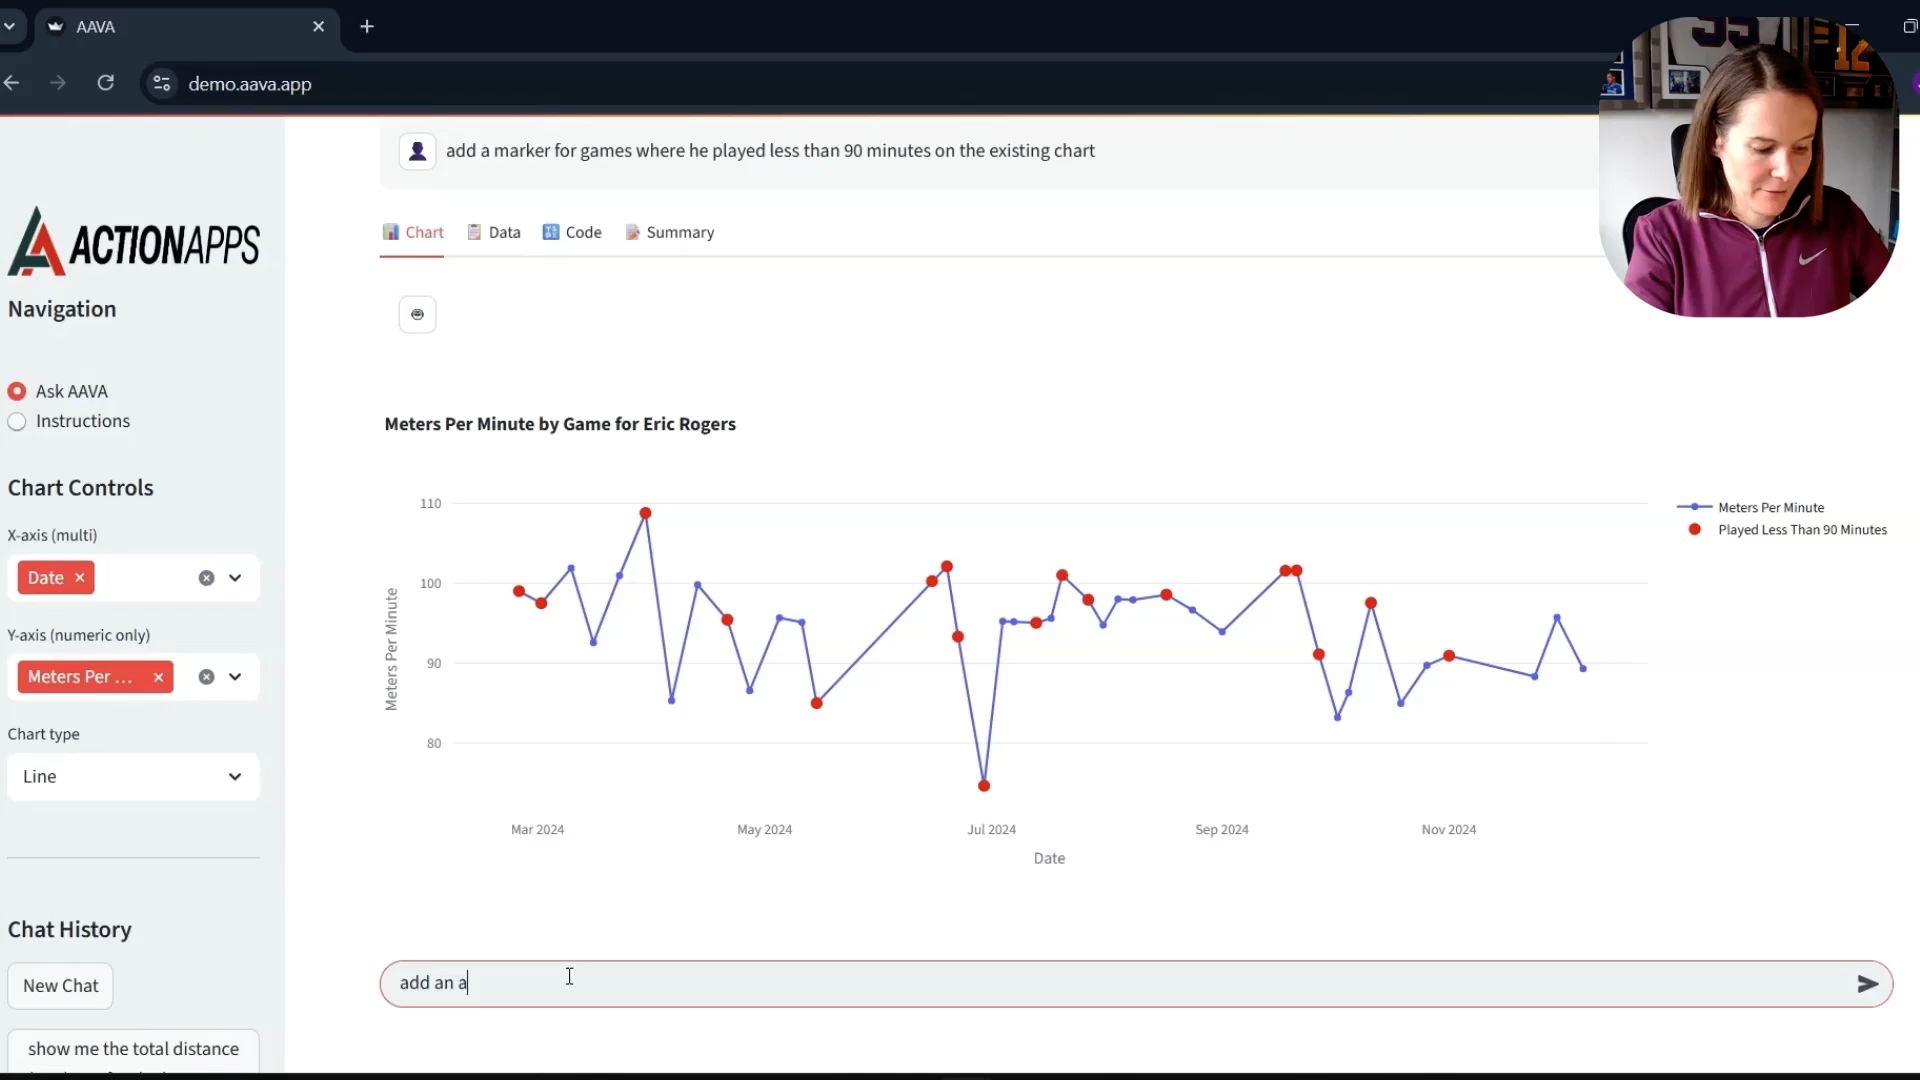 AAVA
demo.aava.app
add a marker for games where he played less than 90 minutes on the existing chart
ACTIONAPPS
Navigation
Ask AAVA
Instructions
Chart Controls
X-axis (multi)
Date
Y-axis (numeric only)
Meters Per ...
Chart type
Line
Chat History
New Chat
show me the total distance
Chart
Data
Code
Summary
Meters Per Minute by Game for Eric Rogers
110
100
90
80
Meters Per Minute
Mar 2024
May 2024
Jul 2024
Sep 2024
Nov 2024
Date
Meters Per Minute
Played Less Than 90 Minutes
add an a
12